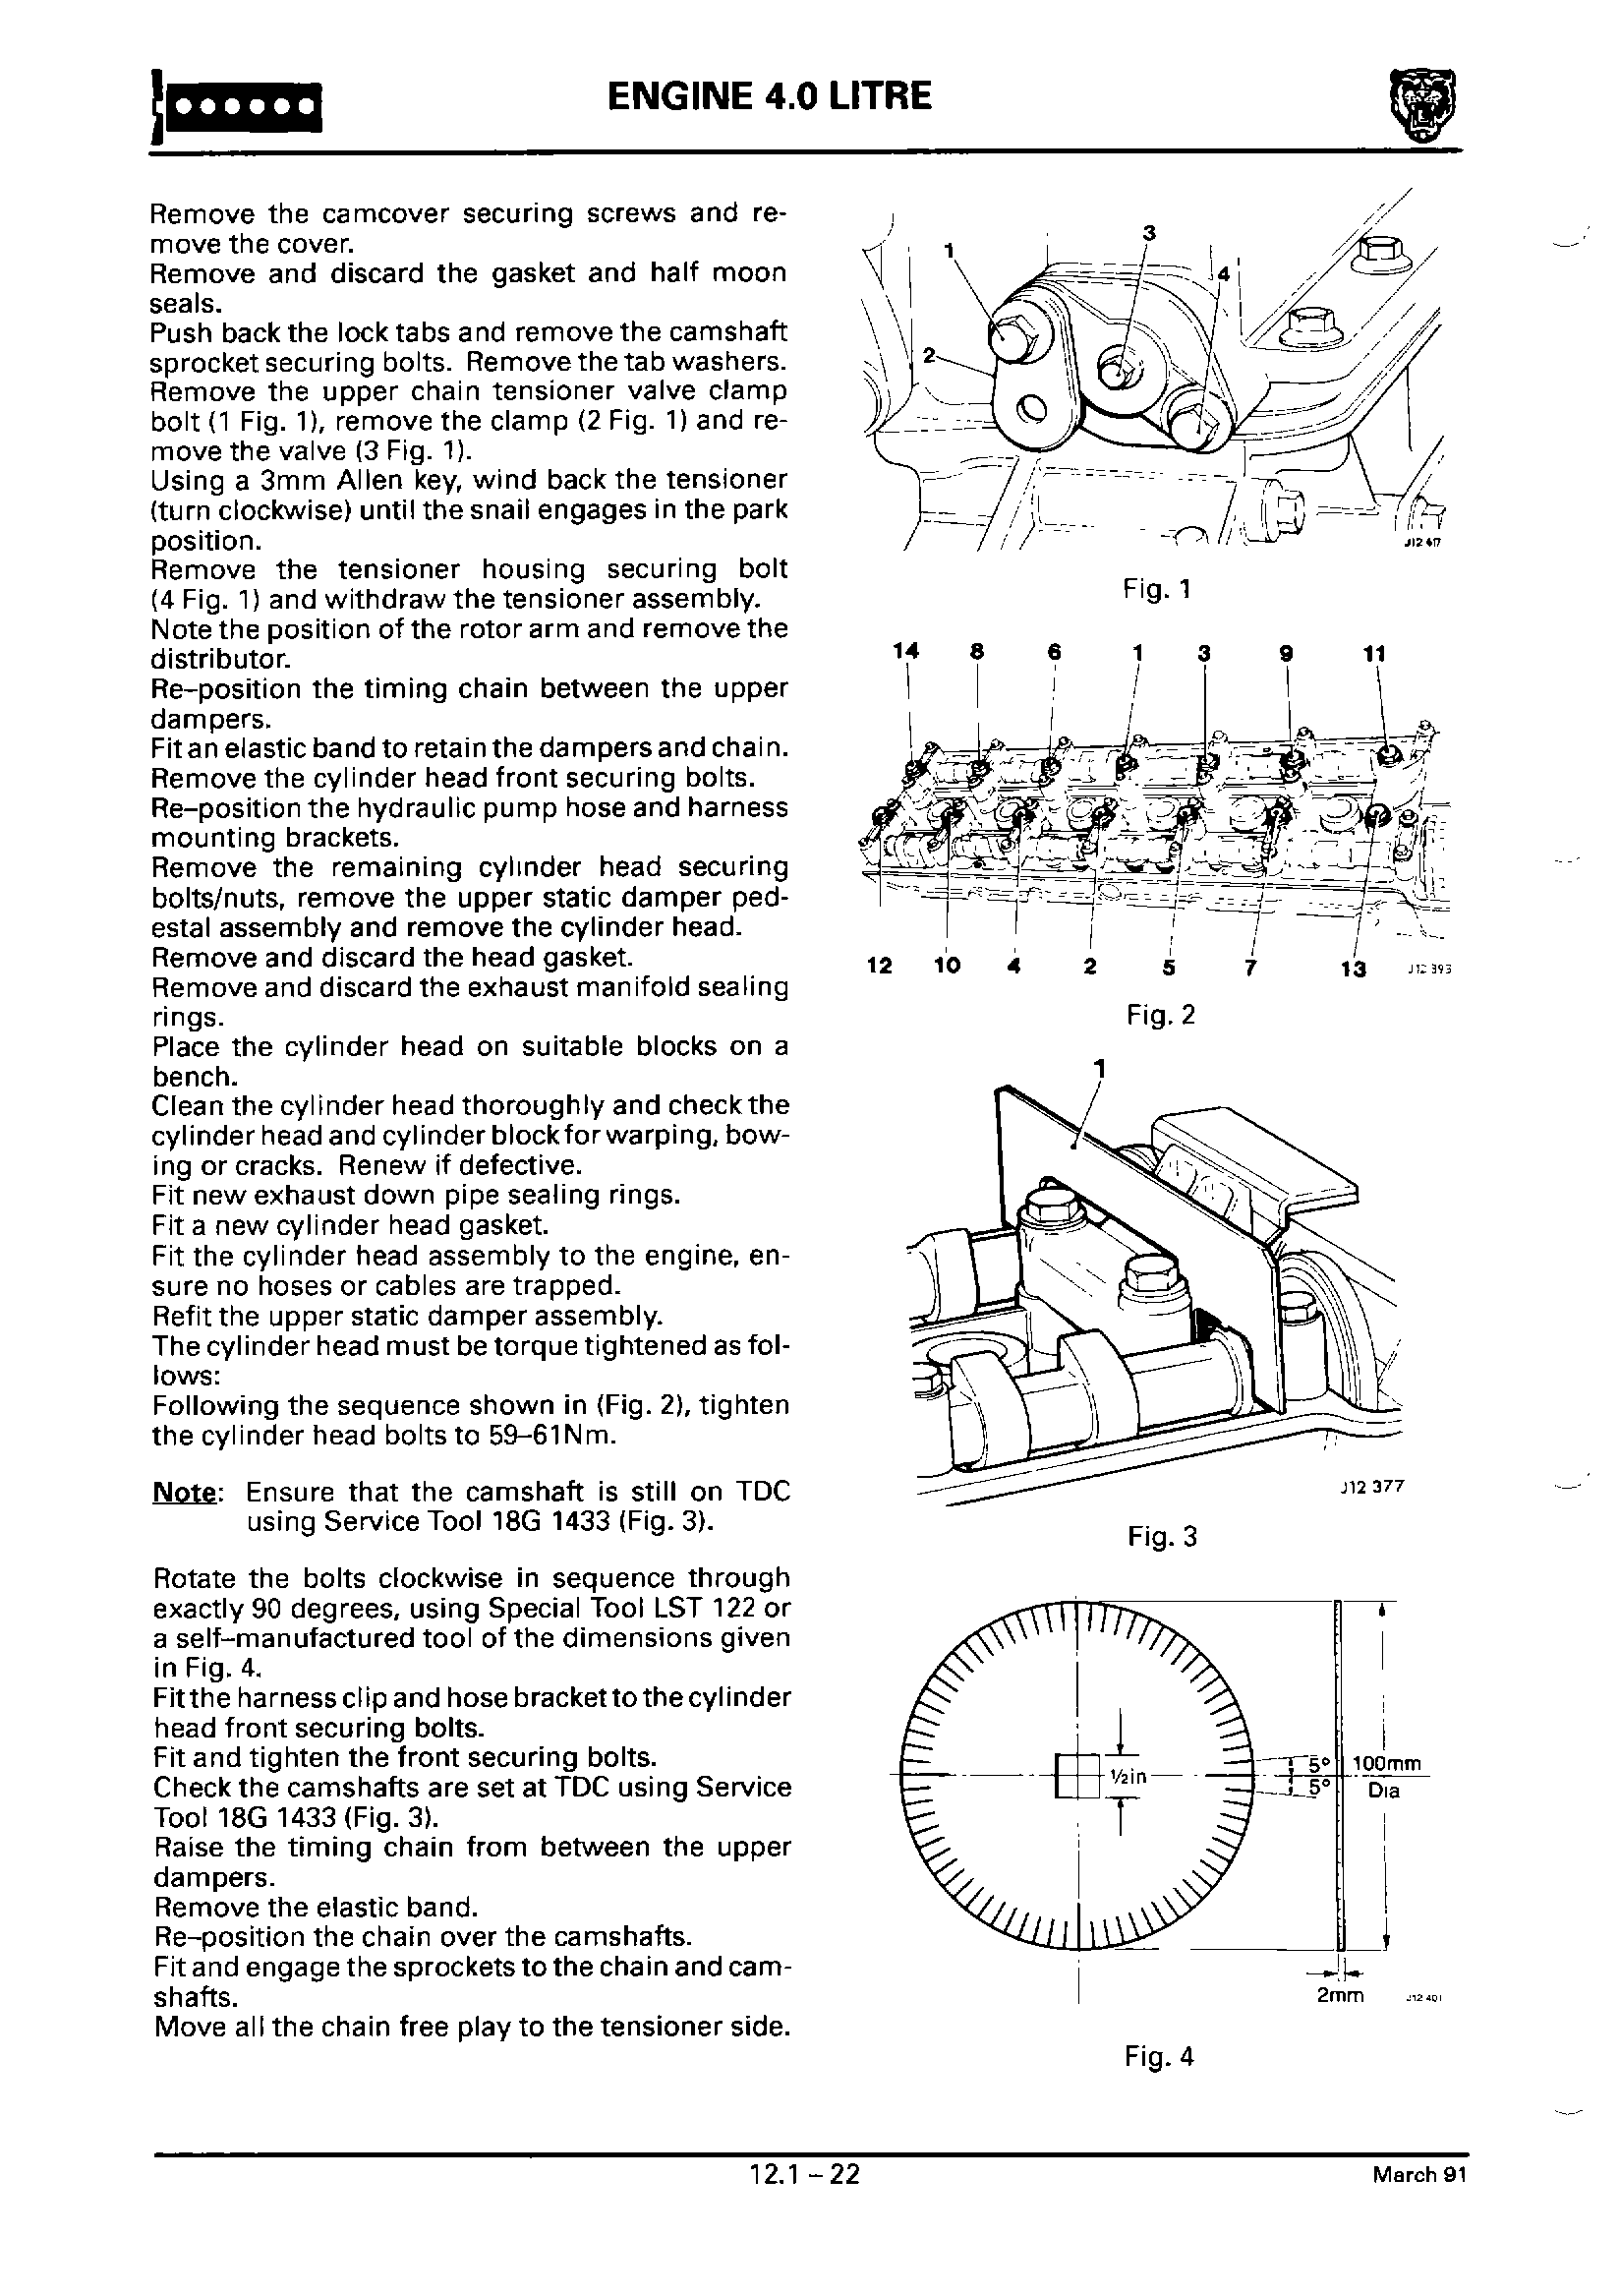 ENGINE 4.0 LITRE
Remove the camcover securing screws and re-
move the cover.
Remove and discard the gasket and half moon
seals.
Push back the lock tabs and remove the camshaft
sprocket securing bolts. Remove the tab washers.
Remove the upper chain tensioner valve clamp
bolt (1 Fig. 1), remove the clamp (2 Fig. 1) and re-
move the valve (3 Fig. 1).
Using a 3mm Allen key, wind back the tensioner
(turn clockwise) until the snail engages in the park
position.
Remove the tensioner housing securing bolt
(4 Fig. 1) and withdraw the tensioner assembly.
Note the position of the rotor arm and remove the
distributor.
Re-position the timing chain between the upper
dampers.
Fit an elastic band to retain the dampers and chain.
Remove the cylinder head front securing bolts.
Re-position the hydraulic pump hose and harness
mounting brackets.
Remove the remaining cylinder head securing
bolts/nuts, remove the upper static damper ped-
estal assembly and remove the cylinder head.
Remove and discard the head gasket.
Remove and discard the exhaust manifold sealing
rings.
Place the cylinder head on suitable blocks on a
bench.
Clean the cylinder head thoroughly and check the
cylinder head and cylinder block for warping, bow-
ing or cracks. Renew if defective.
Fit new exhaust down pipe sealing rings.
Fit a new cylinder head gasket.
Fit the cylinder head assembly to the engine, en-
sure no hoses or cables are trapped.
Refit the upper static damper assembly.
The cylinder head must be torque tightened as fol-
lows:
Following the sequence shown in (Fig. 2), tighten
the cylinder head bolts to 59-61Nm.
Note: Ensure that the camshaft is still on TDC
using Service Tool 18G 1433 (Fig. 3).
Rotate the bolts clockwise in sequence through
exactly 90 degrees, using Special Tool LST 122 or
a self-manufactured tool of the dimensions given
in Fig. 4.
Fit the harness clip and hose bracket to the cylinder
head front securing bolts.
Fit and tighten the front securing bolts.
Check the camshafts are set at TDC using Service
Tool 18G 1433 (Fig. 3).
Raise the timing chain from between the upper
dampers.
Remove the elastic band.
Re-position the chain over the camshafts.
Fit and engage the sprockets to the chain and cam-
shafts.
Move all the chain free play to the tensioner side.
1
3
4
2
J12 417
Fig. 1
14 8 6 1 3 9 11
12 10 4 2 5 7 13
J12 393
Fig. 2
1
J12 377
Fig. 3
½in
5°
5°
100mm
Dia
2mm
J12 401
Fig. 4
12.1 - 22
March 91